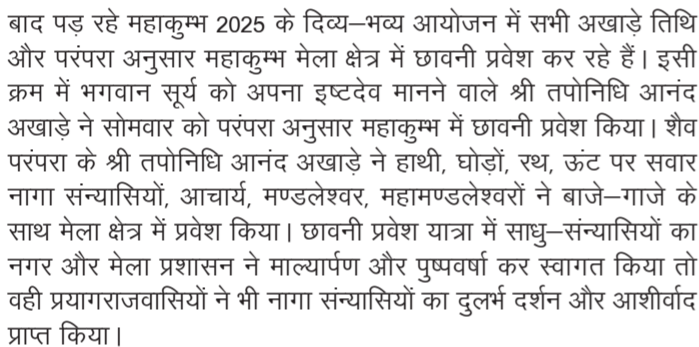 बाद पड़ रहे महाकुम्भ 2025 के दिव्य–भव्य आयोजन में सभी अखाड़े तिथि
और परंपरा अनुसार महाकुम्भ मेला क्षेत्र में छावनी प्रवेश कर रहे हैं। इसी
क्रम में भगवान सूर्य को अपना इष्टदेव मानने वाले श्री तपोनिधि आनंद
अखाड़े ने सोमवार को परंपरा अनुसार महाकुम्भ में छावनी प्रवेश किया। शैव
परंपरा के श्री तपोनिधि आनंद अखाड़े ने हाथी, घोड़ों, रथ, ऊंट पर सवार
नागा संन्यासियों, आचार्य, मण्डलेश्वर, महामण्डलेश्वरों ने बाजे–गाजे के
साथ मेला क्षेत्र में प्रवेश किया। छावनी प्रवेश यात्रा में साधु–संन्यासियों का
नगर और मेला प्रशासन ने माल्यार्पण और पुष्पवर्षा कर स्वागत किया तो
वही प्रयागराजवासियों ने भी नागा संन्यासियों का दुलर्भ दर्शन और आशीर्वाद
प्राप्त किया।